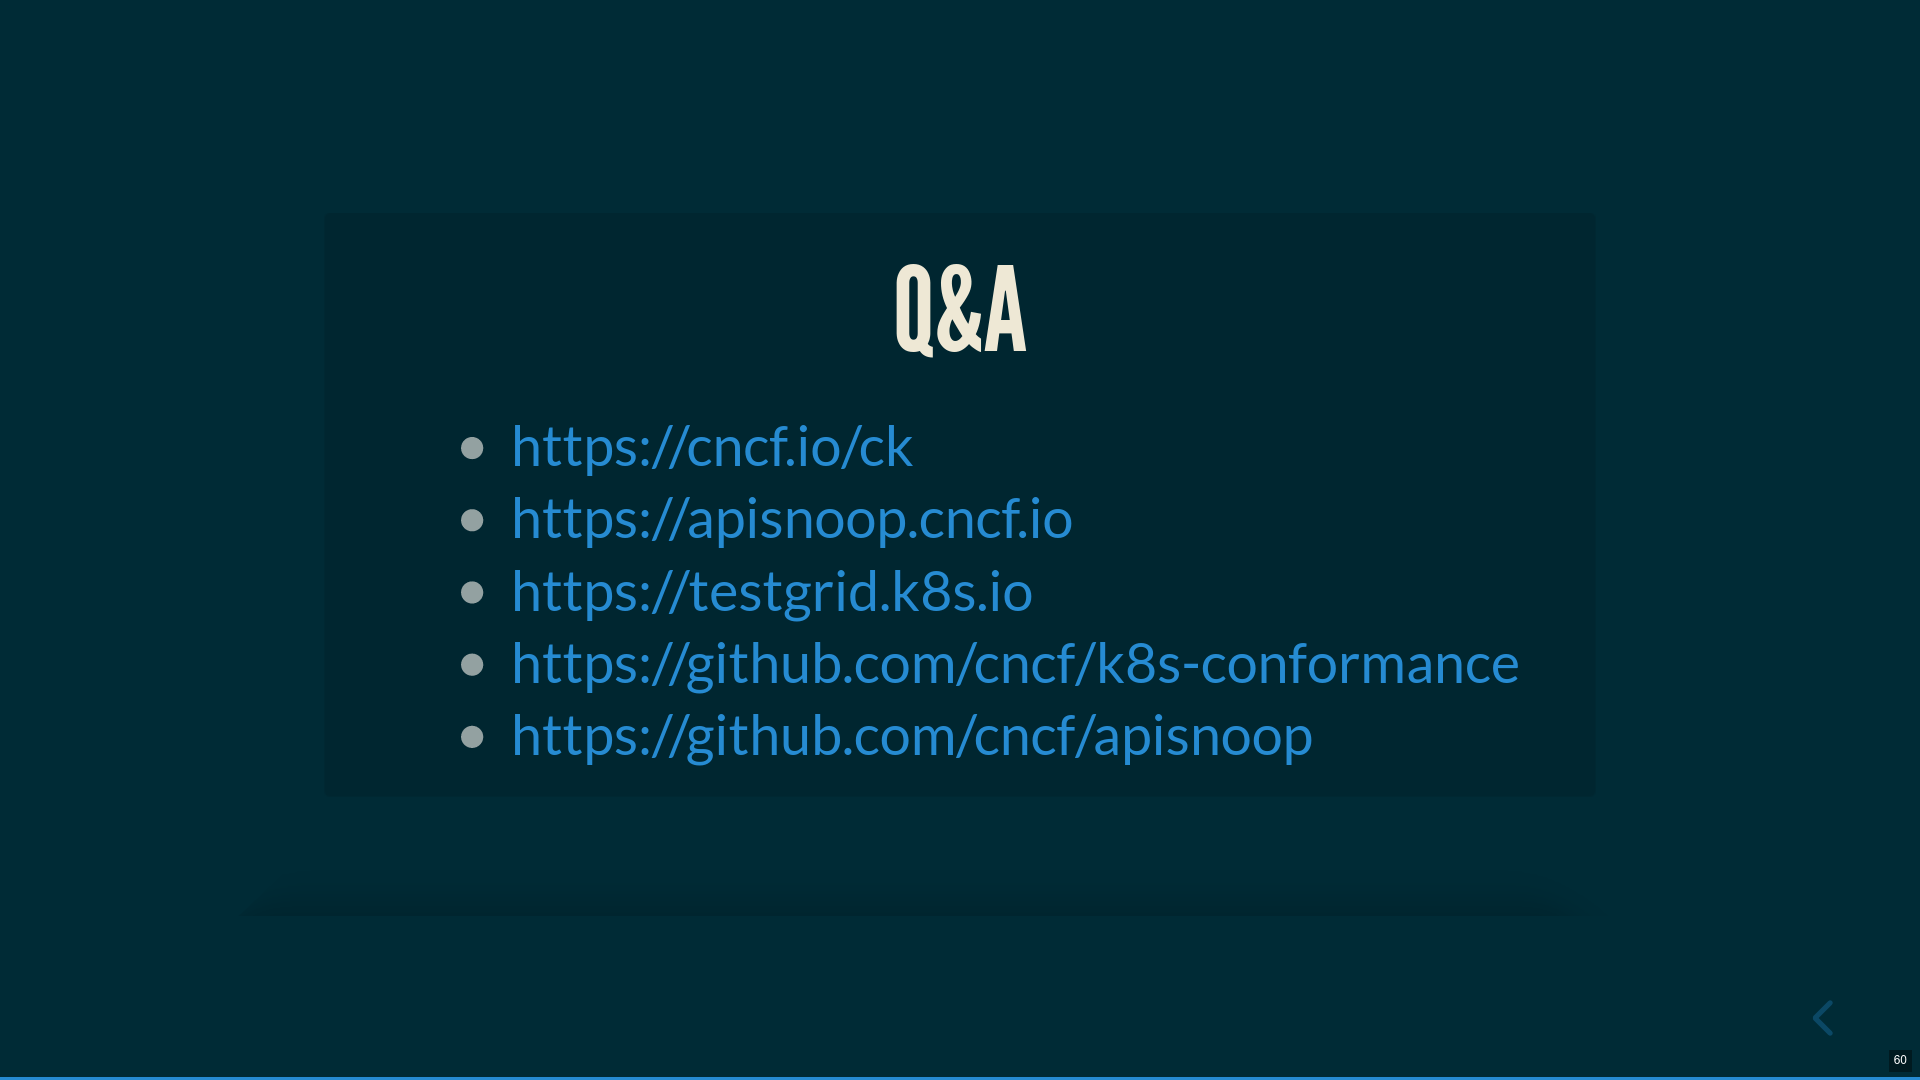 Q&A
https://cncf.io/ck
https://apisnoop.cncf.io
https://testgrid.k8s.io
https://github.com/cncf/k8s-conformance
https://github.com/cncf/apisnoop
60